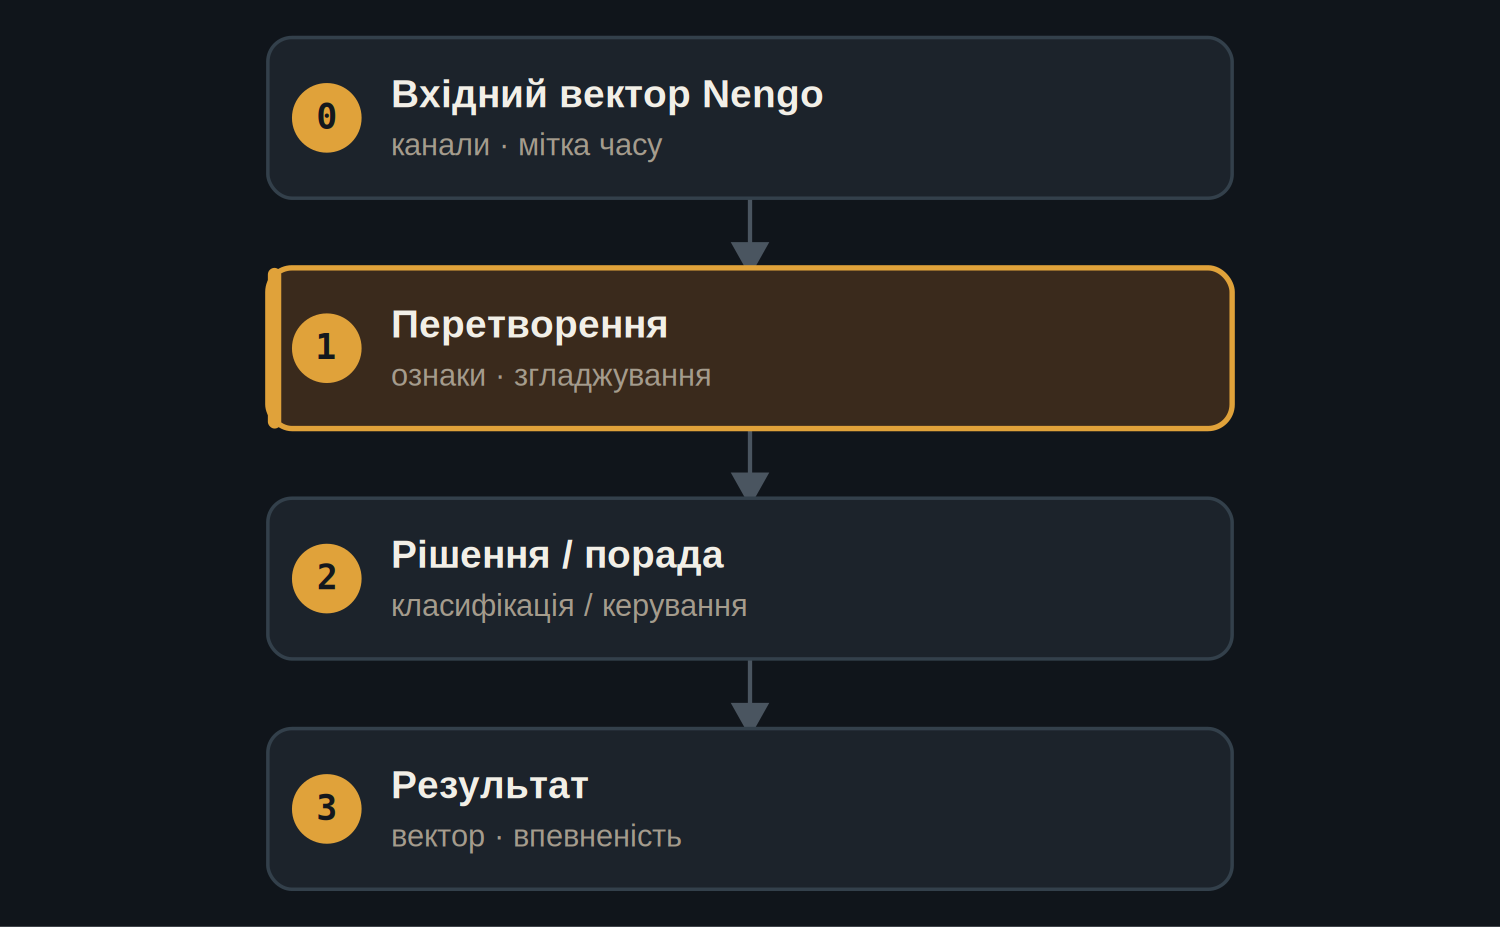 0
Вхідний вектор Nengo
канали · мітка часу
1
Перетворення
ознаки · згладжування
2
Рішення / порада
класифікація / керування
3
Результат
вектор · впевненість